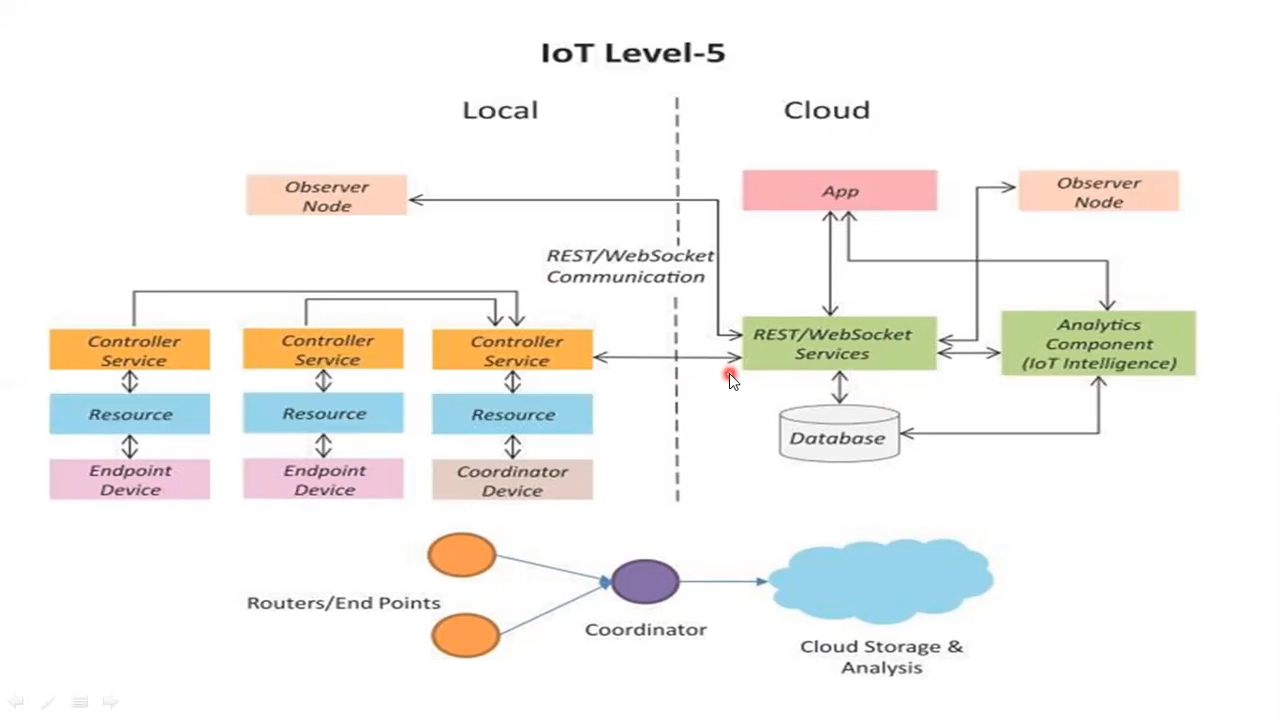 IoT Level-5
Local
Cloud
Observer
Node
App
Observer
Node
REST/WebSocket
Communication
Controller
Service
Controller
Service
Controller
Service
REST/WebSocket
Services
Analytics
Component
(IoT Intelligence)
Resource
Resource
Resource
Database
Endpoint
Device
Endpoint
Device
Coordinator
Device
Routers/End Points
Coordinator
Cloud Storage &
Analysis